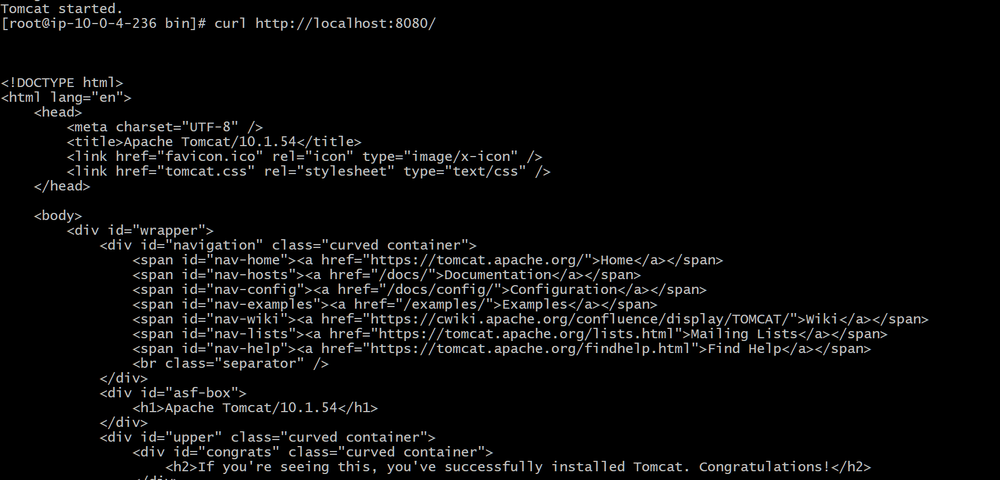 Tomcat started.
[root@ip-10-0-4-236 bin]# curl http://localhost:8080/
<!DOCTYPE html>
<html lang="en">
    <head>
        <meta charset="UTF-8" />
        <title>Apache Tomcat/10.1.54</title>
        <link href="favicon.ico" rel="icon" type="image/x-icon" />
        <link href="tomcat.css" rel="stylesheet" type="text/css" />
    </head>
    <body>
        <div id="wrapper">
            <div id="navigation" class="curved container">
                <span id="nav-home"><a href="https://tomcat.apache.org/">Home</a></span>
                <span id="nav-hosts"><a href="/docs/">Documentation</a></span>
                <span id="nav-config"><a href="/docs/config/">Configuration</a></span>
                <span id="nav-examples"><a href="/examples/">Examples</a></span>
                <span id="nav-wiki"><a href="https://cwiki.apache.org/confluence/display/TOMCAT/">Wiki</a></span>
                <span id="nav-lists"><a href="https://tomcat.apache.org/lists.html">Mailing Lists</a></span>
                <span id="nav-help"><a href="https://tomcat.apache.org/findhelp.html">Find Help</a></span>
                <br class="separator" />
            </div>
            <div id="asf-box">
                <h1>Apache Tomcat/10.1.54</h1>
            </div>
            <div id="upper" class="curved container">
                <div id="congrats" class="curved container">
                    <h2>If you're seeing this, you've successfully installed Tomcat. Congratulations!</h2>